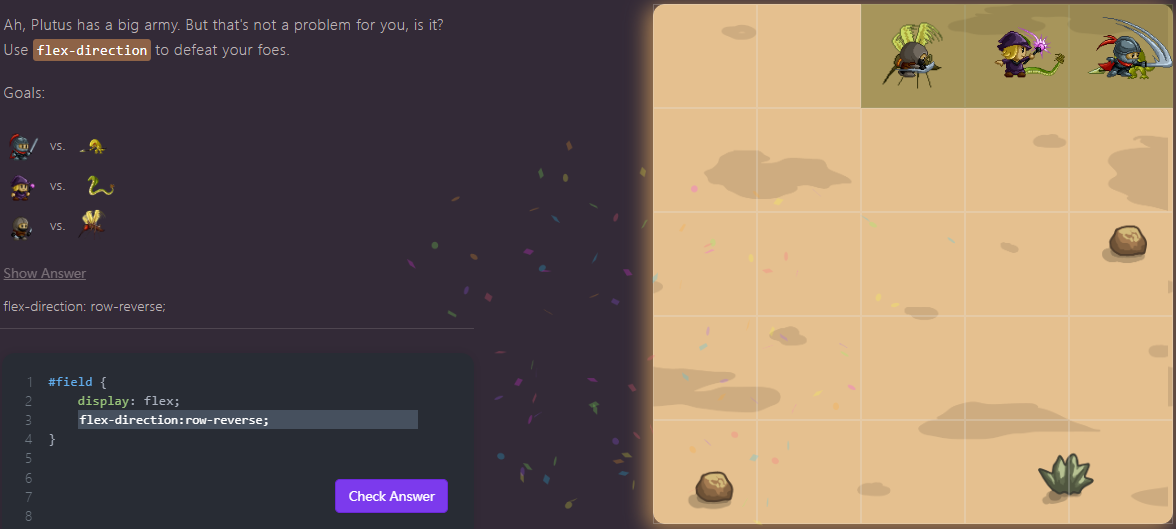 Ah, Plutus has a big army. But that's not a problem for you, is it?
Use flex-direction to defeat your foes.
Goals:
vs.
vs.
vs.
Show Answer
flex-direction: row-reverse;
1 #field {
2 display: flex;
3 flex-direction:row-reverse;
4 }
5
6
7
8
Check Answer